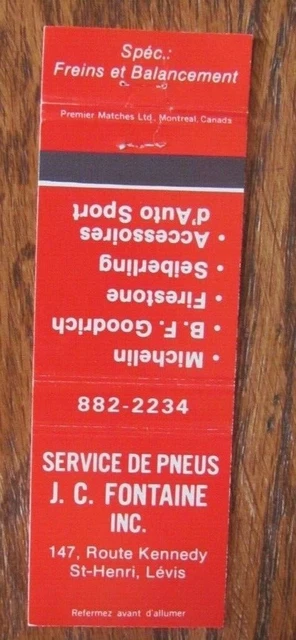 Spéc.:
Freins et Balancement
Premier Matches Ltd. Montreal, Canada
• Michelin
• B. F. Goodrich
• Firestone
• Seiberling
• Accessoires
d'Auto Sport
882-2234
SERVICE DE PNEUS
J. C. FONTAINE
INC.
147, Route Kennedy
St-Henri, Lévis
Refermez avant d'allumer